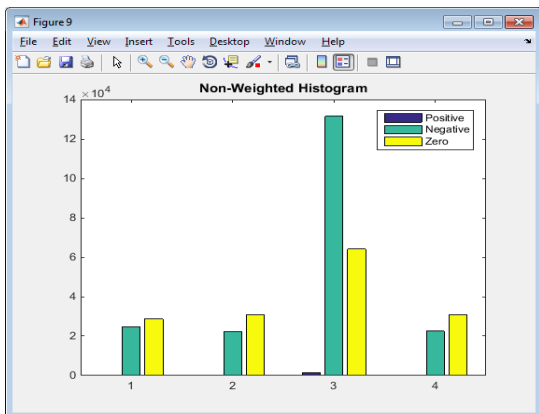 Figure 9
File Edit View Insert Tools Desktop Window Help
Non-Weighted Histogram
×10⁴
14
12
10
8
6
4
2
0
1 2 3 4
Positive
Negative
Zero